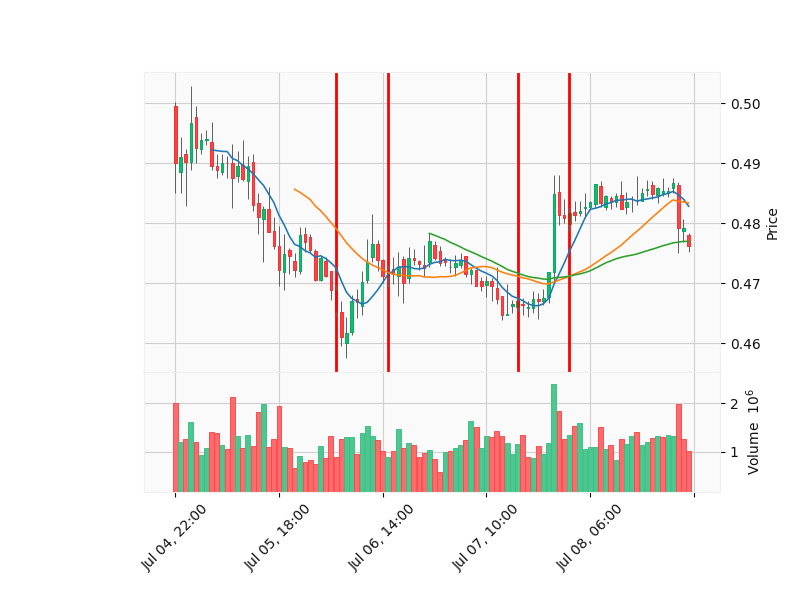 0.50
0.49
0.48
0.47
0.46
Price
2
1
Volume 10^6
Jul 04, 22:00
Jul 05, 18:00
Jul 06, 14:00
Jul 07, 10:00
Jul 08, 06:00